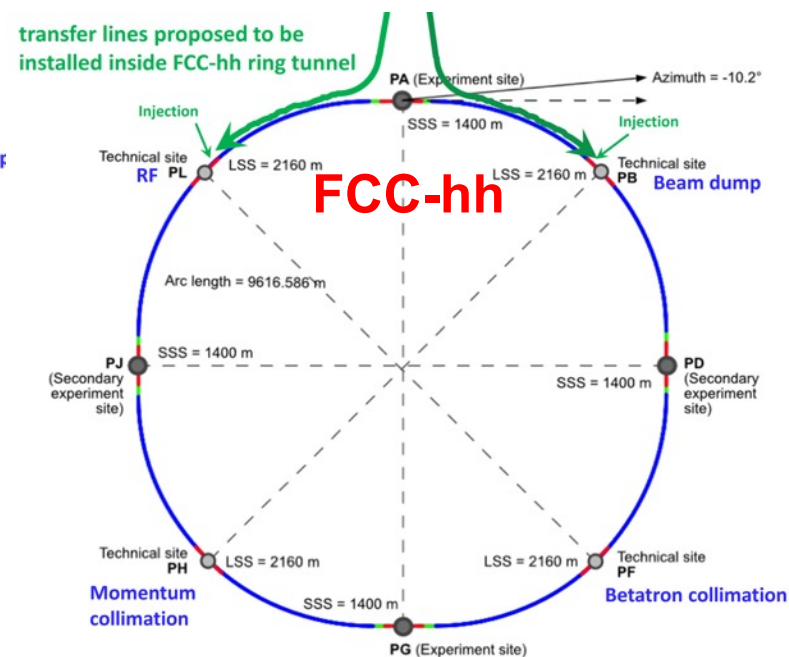 transfer lines proposed to be
installed inside FCC-hh ring tunnel
PA (Experiment site)
Azimuth = -10.2°
Injection
SSS = 1400 m
Injection
Technical site
PL
RF
LSS = 2160 m
LSS = 2160 m
Technical site
PB
Beam dump
FCC-hh
Arc length = 9616.586 m
SSS = 1400 m
PJ
(Secondary
experiment
site)
SSS = 1400 m
PD
(Secondary
experiment
site)
Technical site
PH
LSS = 2160 m
Momentum
collimation
LSS = 2160 m
Technical site
PF
Betatron collimation
SSS = 1400 m
PG (Experiment site)